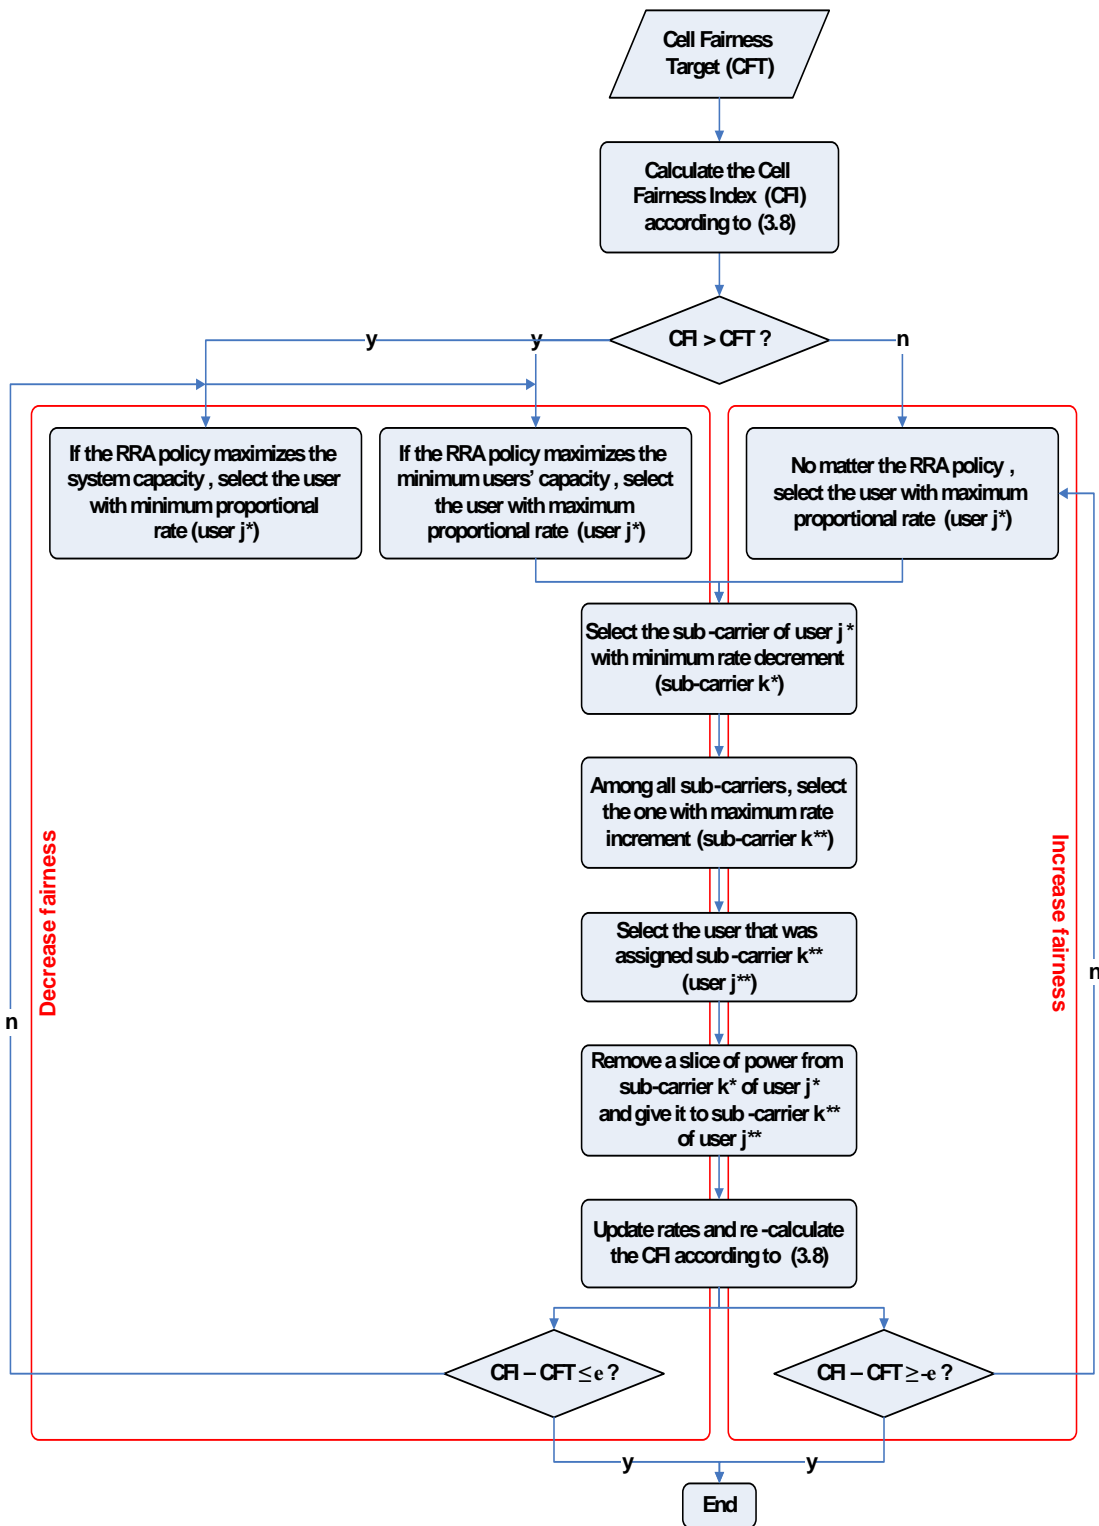 Cell Fairness
Target (CFT)
Calculate the Cell
Fairness Index (CFI)
according to (3.8)
CFI > CFT ?
y
y
n
If the RRA policy maximizes the
system capacity , select the user
with minimum proportional
rate (user j*)
If the RRA policy maximizes the
minimum users' capacity , select
the user with maximum
proportional rate (user j*)
No matter the RRA policy ,
select the user with maximum
proportional rate (user j*)
Select the sub -carrier of user j *
with minimum rate decrement
(sub-carrier k*)
Among all sub-carriers, select
the one with maximum rate
increment (sub-carrier k**)
Select the user that was
assigned sub-carrier k**
(user j**)
Remove a slice of power from
sub-carrier k* of user j*
and give it to sub -carrier k**
of user j**
Update rates and re -calculate
the CFI according to (3.8)
Decrease fairness
Increase fairness
n
n
CFI – CFT ≤ e ?
CFI – CFT ≥ -e ?
y
y
End